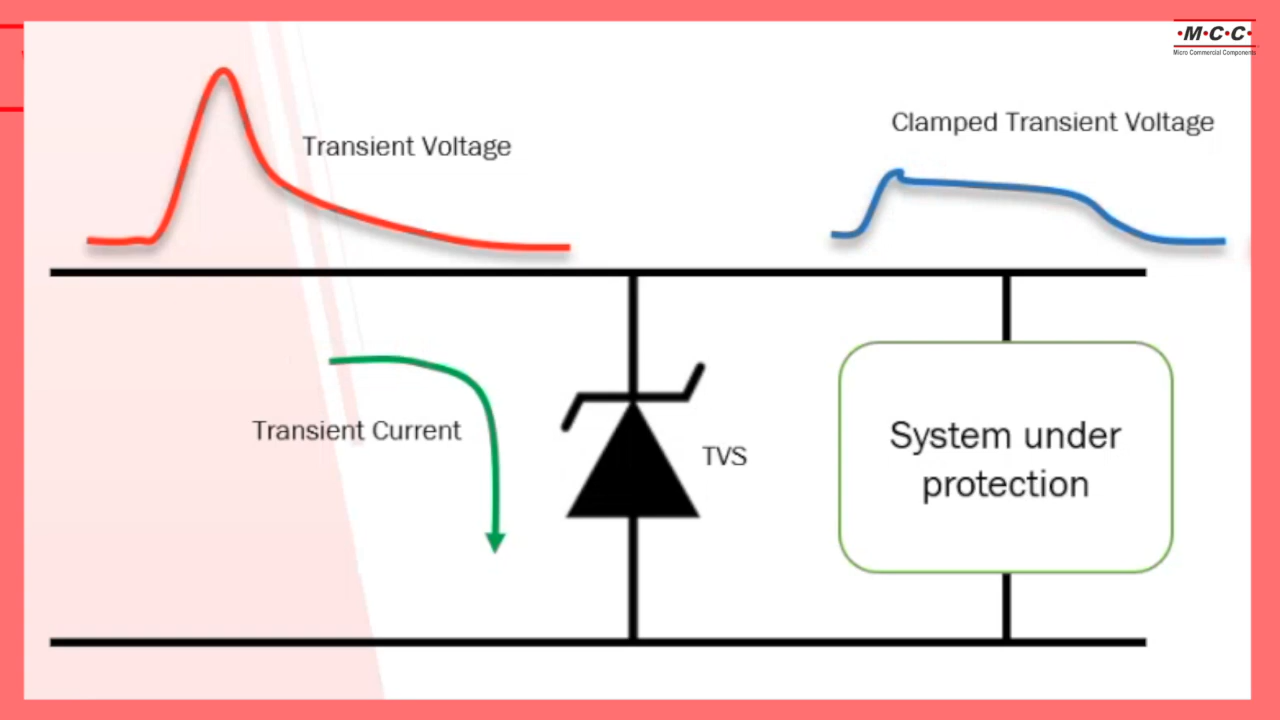 ·M·C·C·
Micro Commercial Components
Transient Voltage
Clamped Transient Voltage
Transient Current
TVS
System under
protection